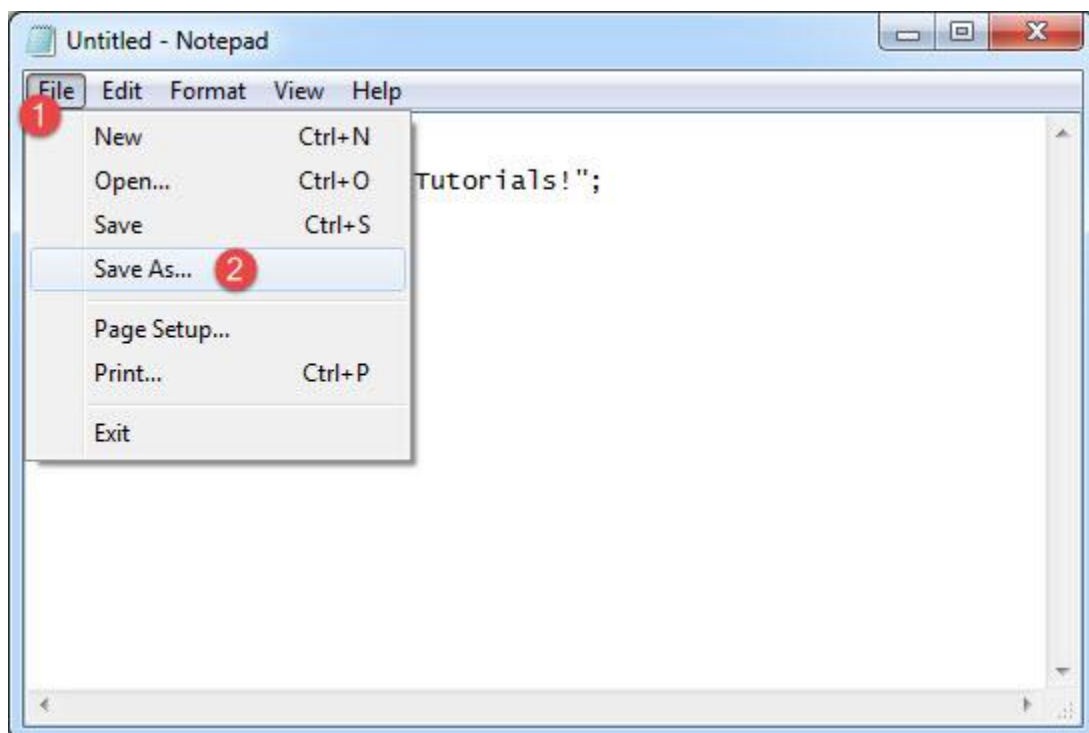 Untitled - Notepad
File Edit Format View Help
1
New Ctrl+N
Open... Ctrl+O Tutorials!";
Save Ctrl+S
Save As... 2
Page Setup...
Print... Ctrl+P
Exit